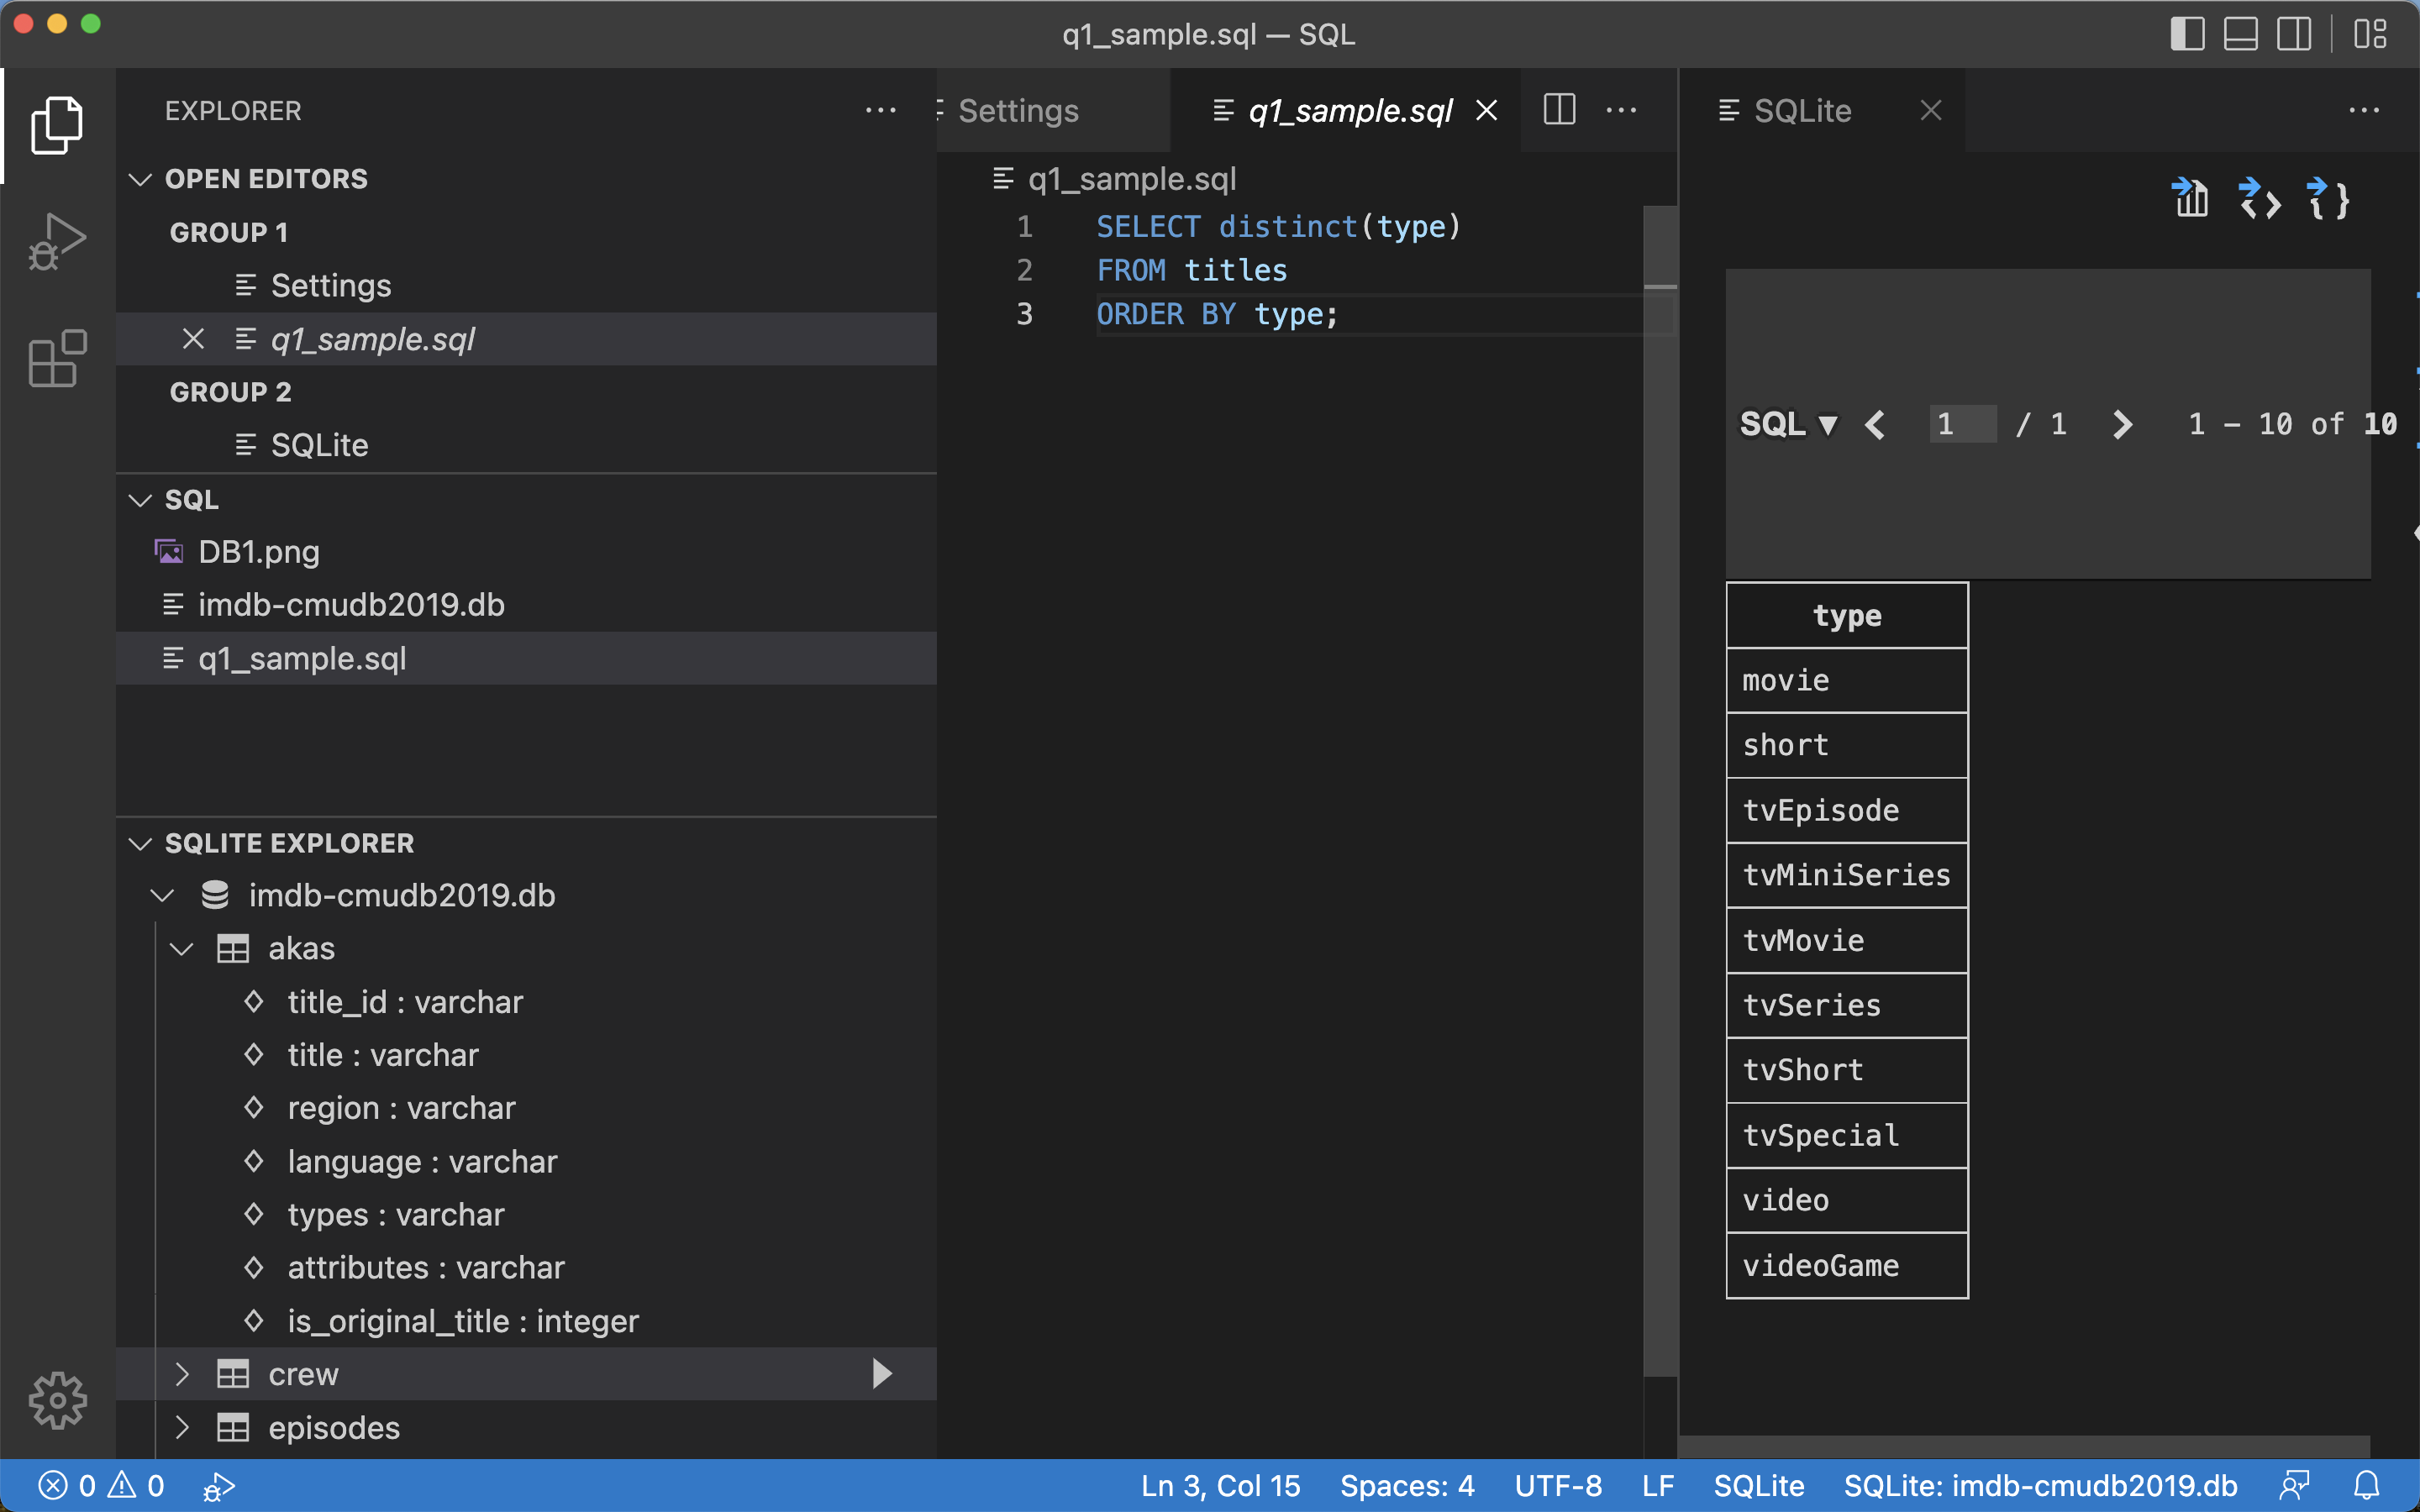 q1_sample.sql — SQL
EXPLORER
OPEN EDITORS
GROUP 1
Settings
q1_sample.sql
GROUP 2
SQLite
SQL
DB1.png
imdb-cmudb2019.db
q1_sample.sql
SQLITE EXPLORER
imdb-cmudb2019.db
akas
title_id : varchar
title : varchar
region : varchar
language : varchar
types : varchar
attributes : varchar
is_original_title : integer
crew
episodes
Settings
q1_sample.sql
q1_sample.sql
1 SELECT distinct(type)
2 FROM titles
3 ORDER BY type;
SQLite
SQL ▼ 1 / 1 1 – 10 of 10
type
movie
short
tvEpisode
tvMiniSeries
tvMovie
tvSeries
tvShort
tvSpecial
video
videoGame
0 0 Ln 3, Col 15 Spaces: 4 UTF-8 LF SQLite SQLite: imdb-cmudb2019.db